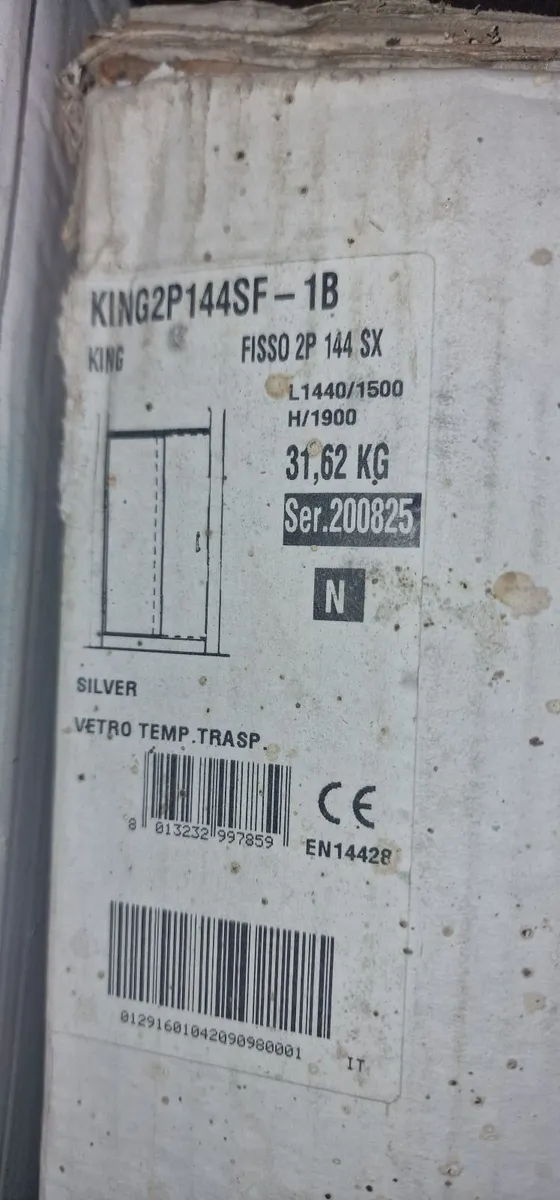 KING2P144SF - 1B
KING
FISSO 2P 144 SX
L1440/1500
H/1900
31,62 KG
Ser.200825
N
SILVER
VETRO TEMP.TRASP.
8 013232 997859
CE
EN14428
01291601042090980001
IT